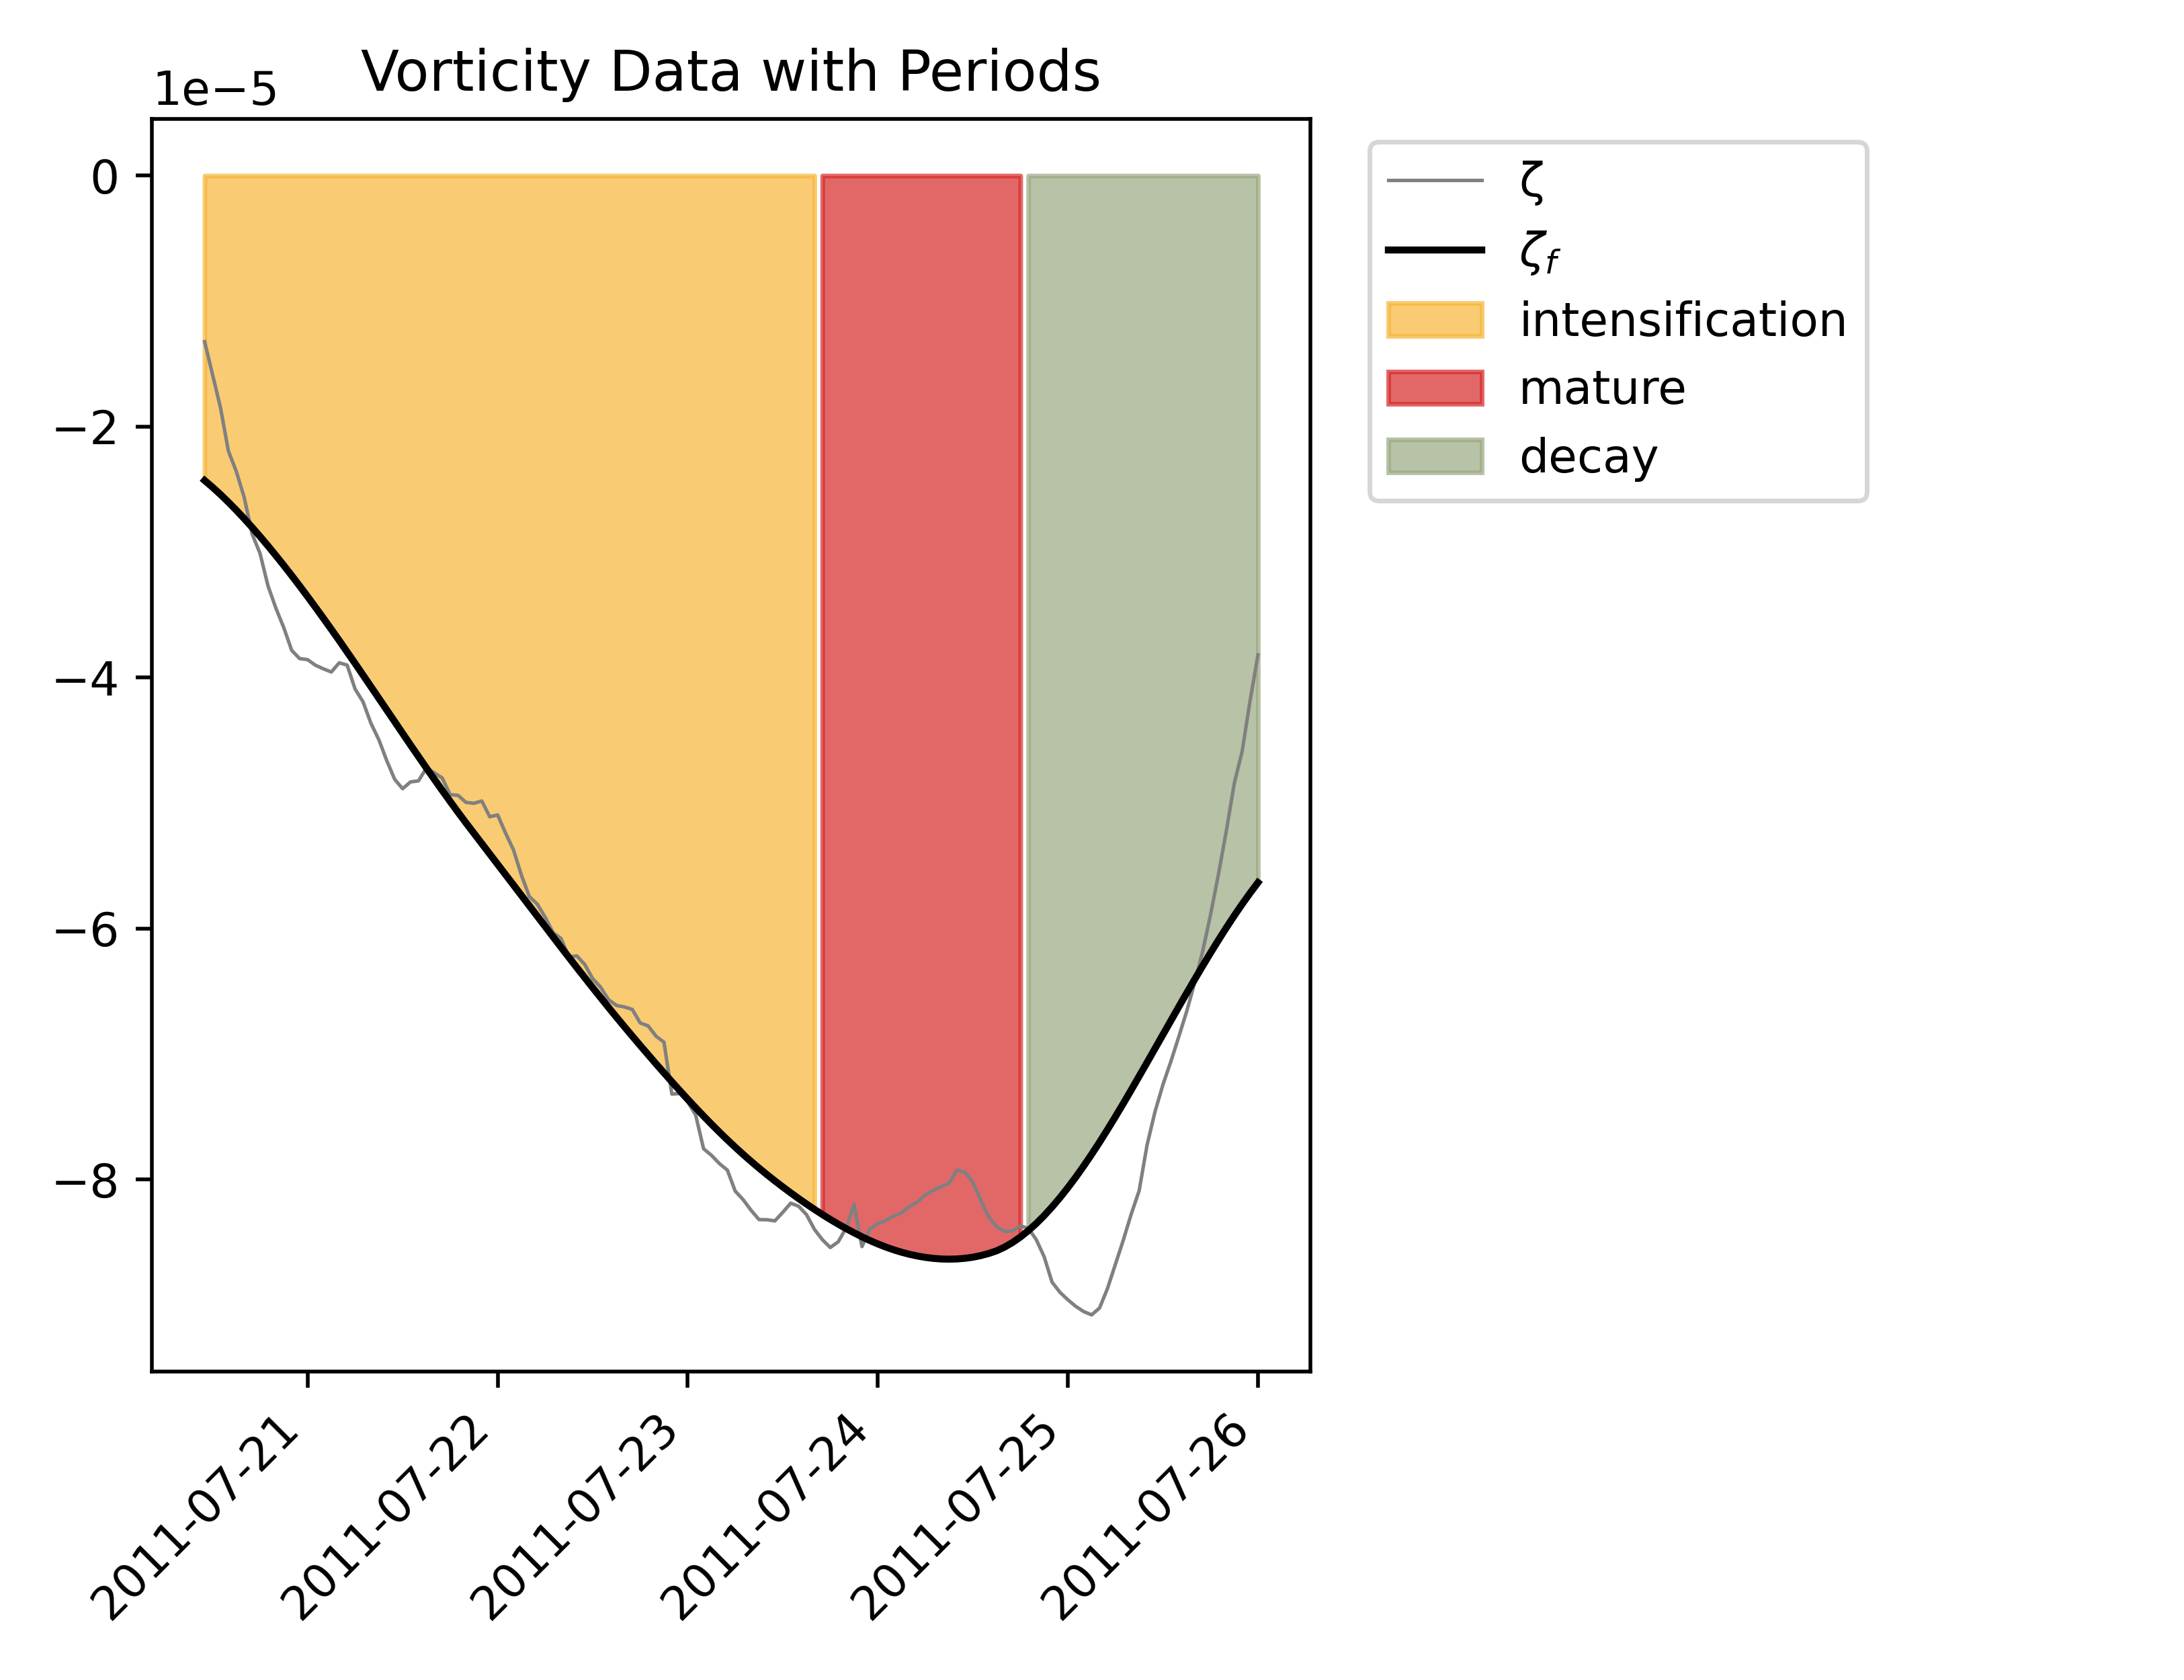 Vorticity Data with Periods
1e−5
0
−2
−4
−6
−8
2011-07-21
2011-07-22
2011-07-23
2011-07-24
2011-07-25
2011-07-26
ζ
ζf
intensification
mature
decay